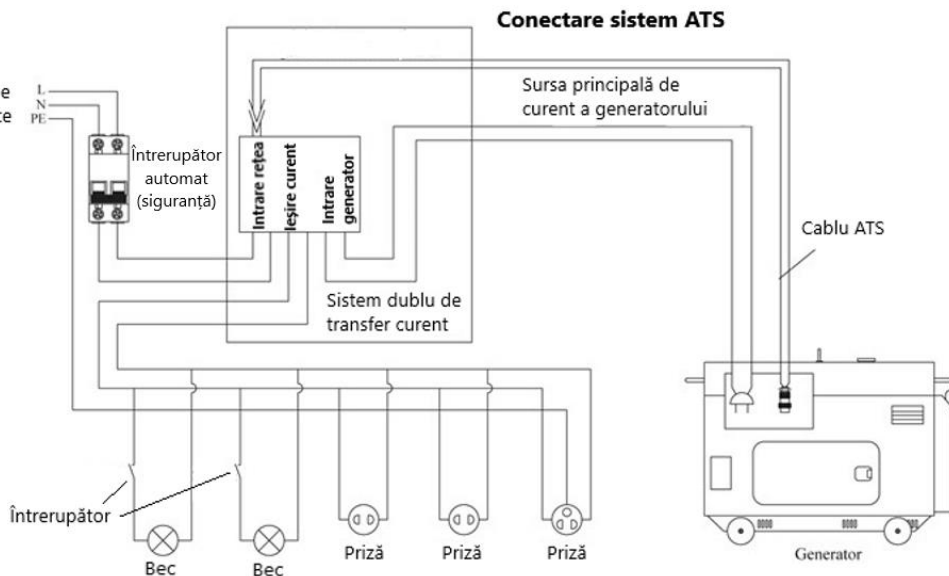 Conectare sistem ATS
L
N
PE
Întrerupător
automat
(siguranță)
Intrare rețea
Ieșire curent
Intrare
generator
Sursa principală de
curent a generatorului
Cablu ATS
Sistem dublu de
transfer curent
Întrerupător
Bec
Bec
Priză
Priză
Priză
Generator